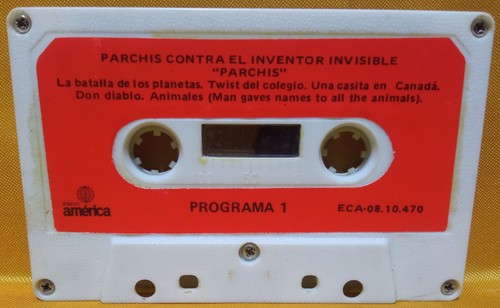 PARCHIS CONTRA EL INVENTOR INVISIBLE
"PARCHIS"
La batalla de los planetas. Twist del colegio. Una casita en Canadá.
Don diablo. Animales (Man gaves names to all the animals).
américa
PROGRAMA 1
ECA-08.10.470